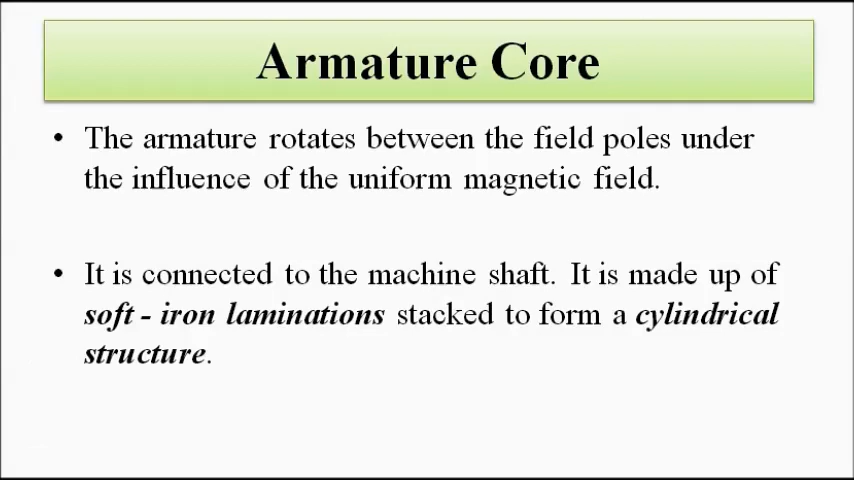 Armature Core
• The armature rotates between the field poles under
the influence of the uniform magnetic field.
• It is connected to the machine shaft. It is made up of
soft - iron laminations stacked to form a cylindrical
structure.